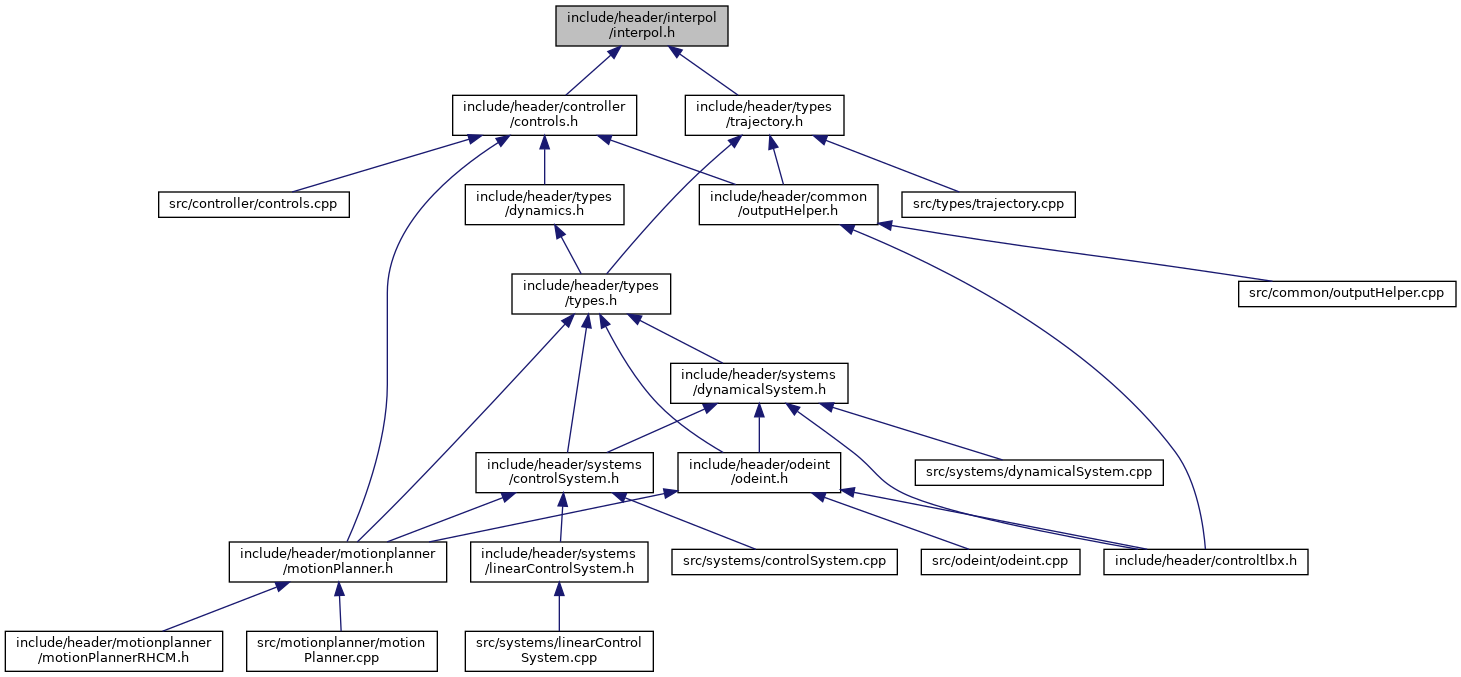 include/header/interpol
/interpol.h
include/header/controller
/controls.h
include/header/types
/trajectory.h
src/controller/controls.cpp
include/header/types
/dynamics.h
include/header/common
/outputHelper.h
src/types/trajectory.cpp
include/header/types
/types.h
src/common/outputHelper.cpp
include/header/systems
/dynamicalSystem.h
include/header/systems
/controlSystem.h
include/header/odeint
/odeint.h
src/systems/dynamicalSystem.cpp
include/header/motionplanner
/motionPlanner.h
include/header/systems
/linearControlSystem.h
src/systems/controlSystem.cpp
src/odeint/odeint.cpp
include/header/controltlbx.h
include/header/motionplanner
/motionPlannerRHCM.h
src/motionplanner/motion
Planner.cpp
src/systems/linearControl
System.cpp